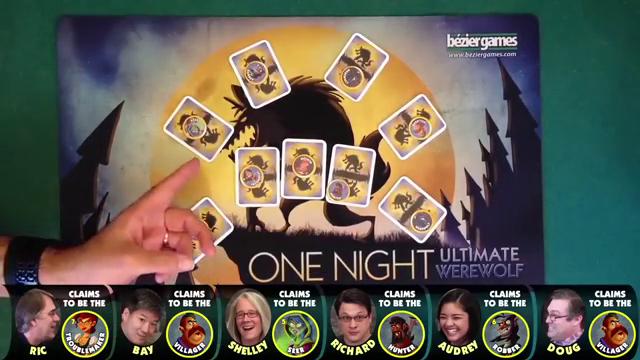 béziergames
www.beziergames.com
ONE NIGHT
ULTIMATE
WEREWOLF
CLAIMS
TO BE THE
TROUBLEMAKER
RIC
CLAIMS
TO BE THE
VILLAGER
BAY
CLAIMS
TO BE THE
SEER
SHELLEY
CLAIMS
TO BE THE
HUNTER
RICHARD
CLAIMS
TO BE THE
ROBBER
AUDREY
CLAIMS
TO BE THE
VILLAGER
DOUG